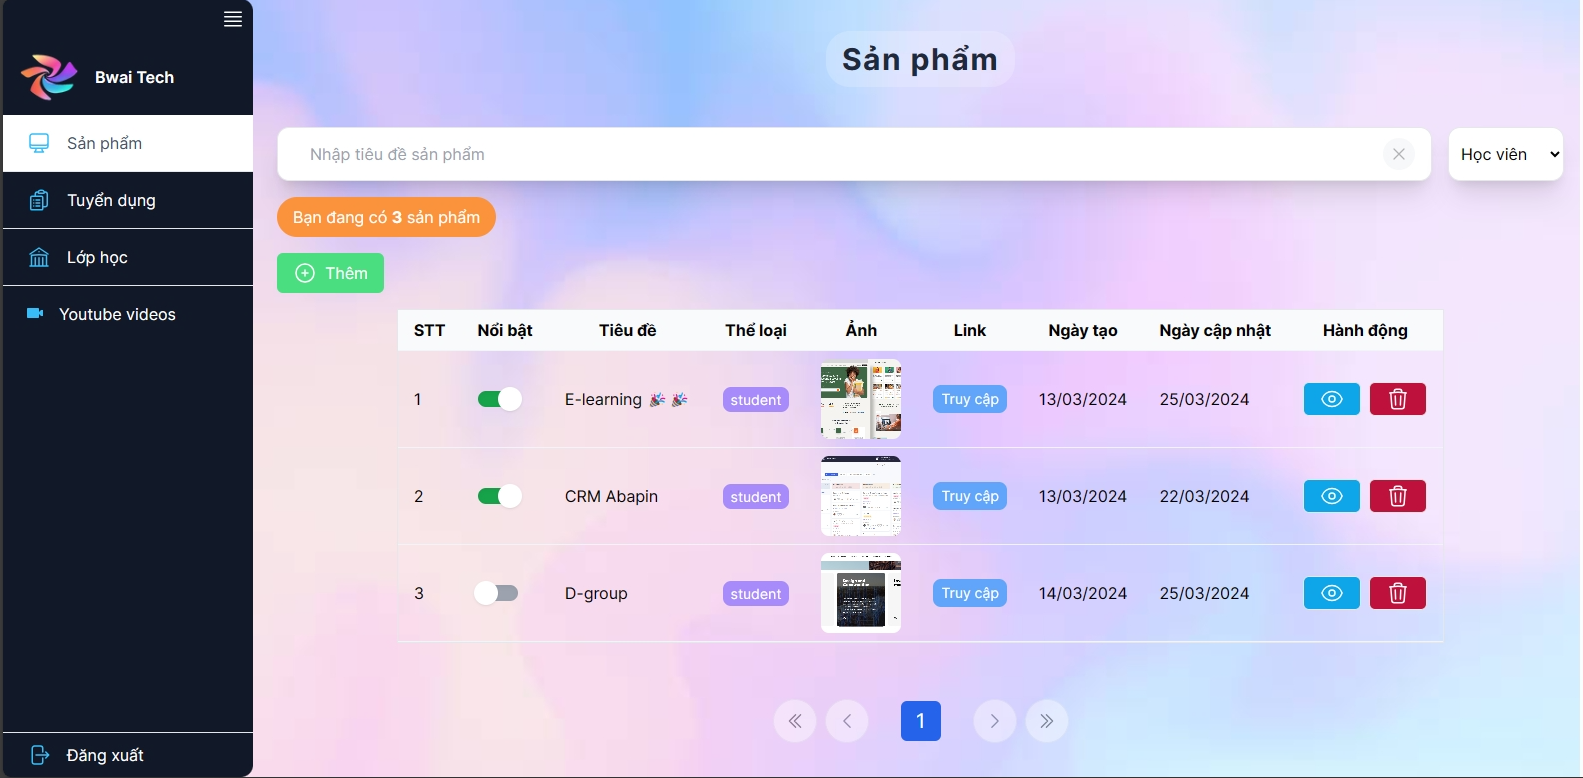 Bwai Tech
Sản phẩm
Tuyển dụng
Lớp học
Youtube videos
Đăng xuất
Sản phẩm
Nhập tiêu đề sản phẩm
Học viên
Bạn đang có 3 sản phẩm
Thêm
STT Nổi bật Tiêu đề Thể loại Ảnh Link Ngày tạo Ngày cập nhật Hành động
1 E-learning 🎉 🎉 student Truy cập 13/03/2024 25/03/2024
2 CRM Abapin student Truy cập 13/03/2024 22/03/2024
3 D-group student Truy cập 14/03/2024 25/03/2024
1